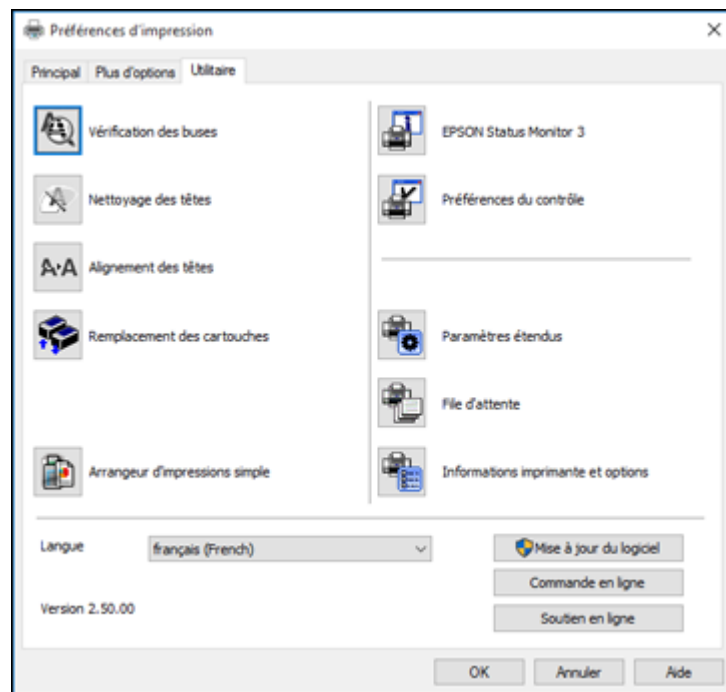 Préférences d'impression
Principal
Plus d'options
Utilitaire
Vérification des buses
Nettoyage des têtes
Alignement des têtes
Remplacement des cartouches
Arrangeur d'impressions simple
EPSON Status Monitor 3
Préférences du contrôle
Paramètres étendus
File d'attente
Informations imprimante et options
Langue
français (French)
Version 2.50.00
Mise à jour du logiciel
Commande en ligne
Soutien en ligne
OK
Annuler
Aide